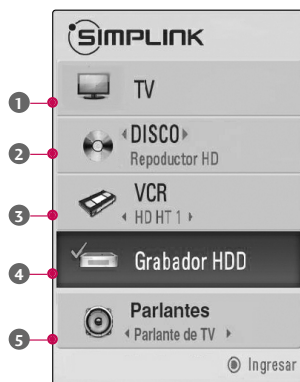 SIMPLINK
1 TV
2 DISCO
Repoductor HD
3 VCR
HD HT 1
4 Grabador HDD
5 Parlantes
Parlante de TV
Ingresar